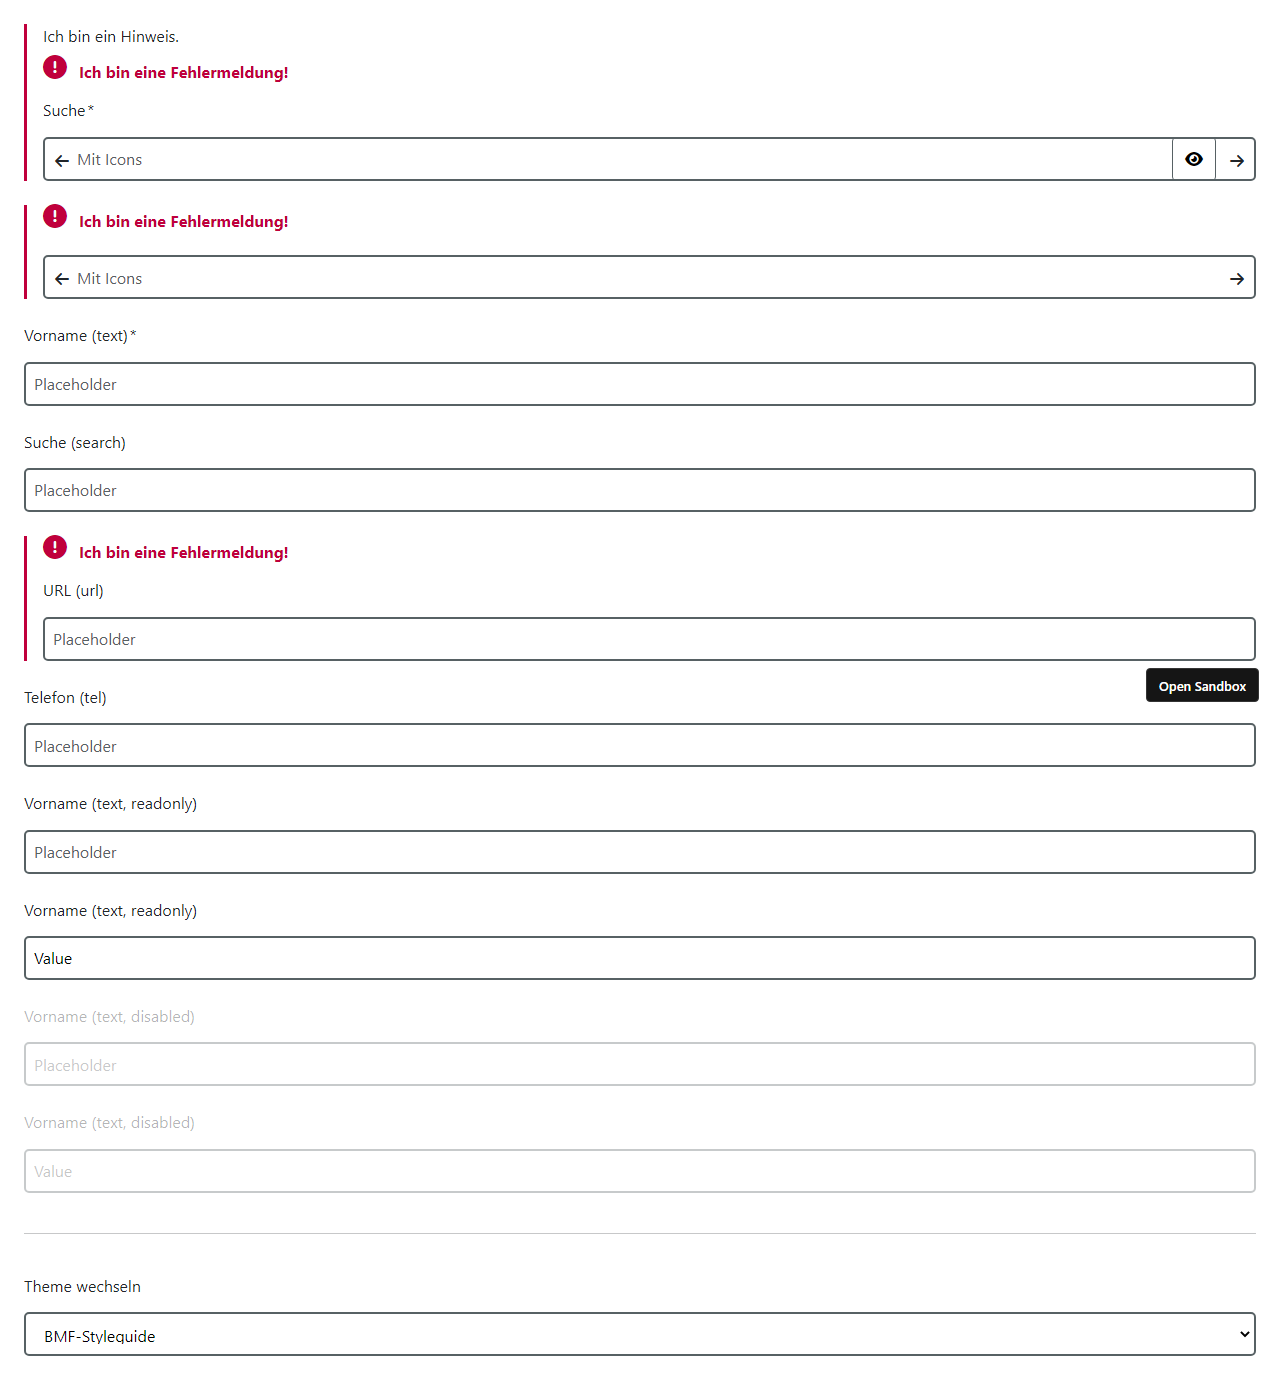 Ich bin ein Hinweis.
Ich bin eine Fehlermeldung!
Suche*
Mit Icons
Ich bin eine Fehlermeldung!
Mit Icons
Vorname (text)*
Placeholder
Suche (search)
Placeholder
Ich bin eine Fehlermeldung!
URL (url)
Placeholder
Open Sandbox
Telefon (tel)
Placeholder
Vorname (text, readonly)
Placeholder
Vorname (text, readonly)
Value
Vorname (text, disabled)
Placeholder
Vorname (text, disabled)
Value
Theme wechseln
BMF-Styleguide